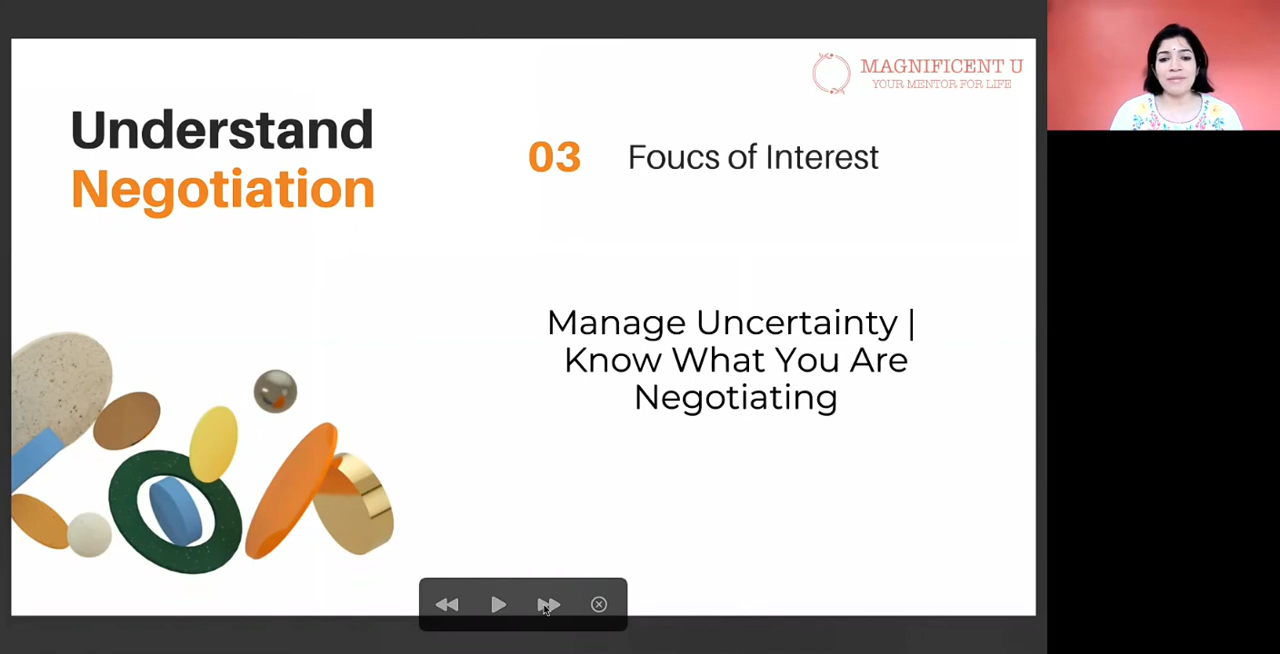 MAGNIFICENT U
YOUR MENTOR FOR LIFE
Understand
Negotiation
03 Foucs of Interest
Manage Uncertainty |
Know What You Are
Negotiating